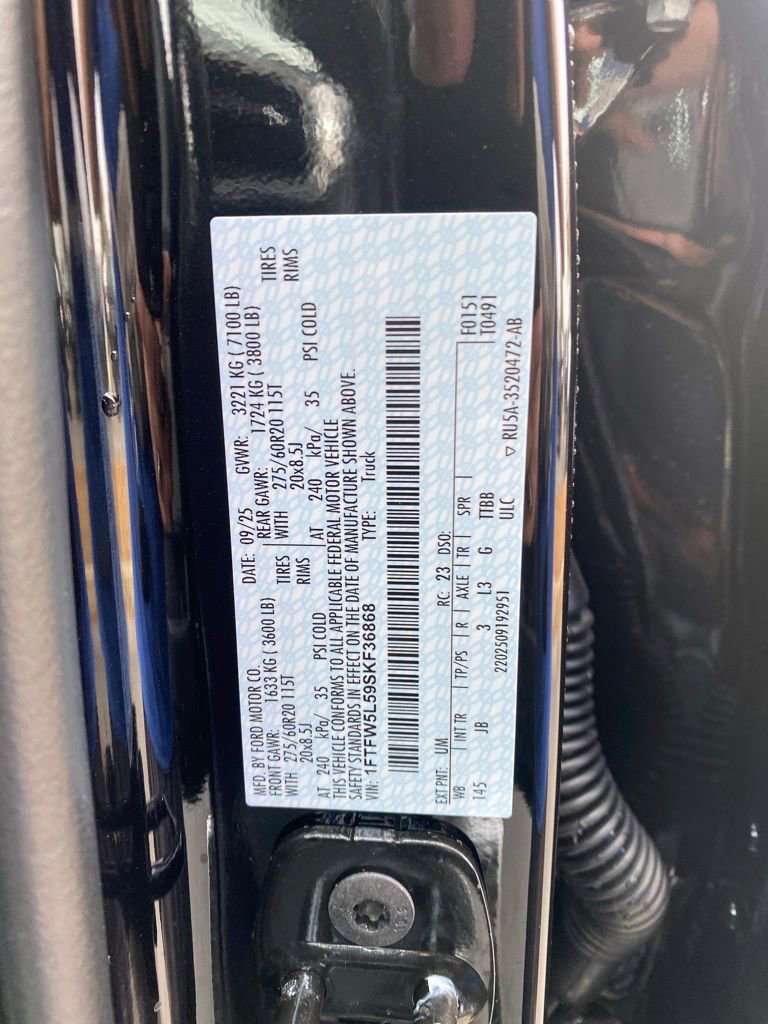 MFD. BY FORD MOTOR CO.
DATE: 09/25 GVWR: 3221 KG ( 7100 LB)
FRONT GAWR: 1633 KG ( 3600 LB)
REAR GAWR: 1724 KG ( 3800 LB)
WITH 275/60R20 115T TIRES
WITH 275/60R20 115T TIRES
20x8.5J RIMS
20x8.5J RIMS
AT 240 kPa/ 35 PSI COLD
AT 240 kPa/ 35 PSI COLD
THIS VEHICLE CONFORMS TO ALL APPLICABLE FEDERAL MOTOR VEHICLE
SAFETY STANDARDS IN EFFECT ON THE DATE OF MANUFACTURE SHOWN ABOVE.
VIN: 1FTFW5L59SKF36868 TYPE: Truck
EXT PNT: UM RC: 23 DSO:
WB INT TR TP/PS R AXLE TR SPR F0151
145 JB 3 L3 G TTBB T0491
2202509192951 ULC ▽ RU5A-3520472-AB